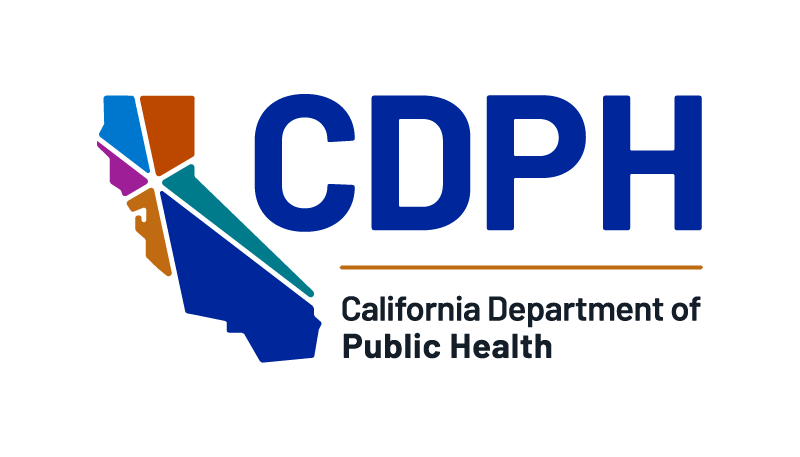 CDPH
California Department of
Public Health